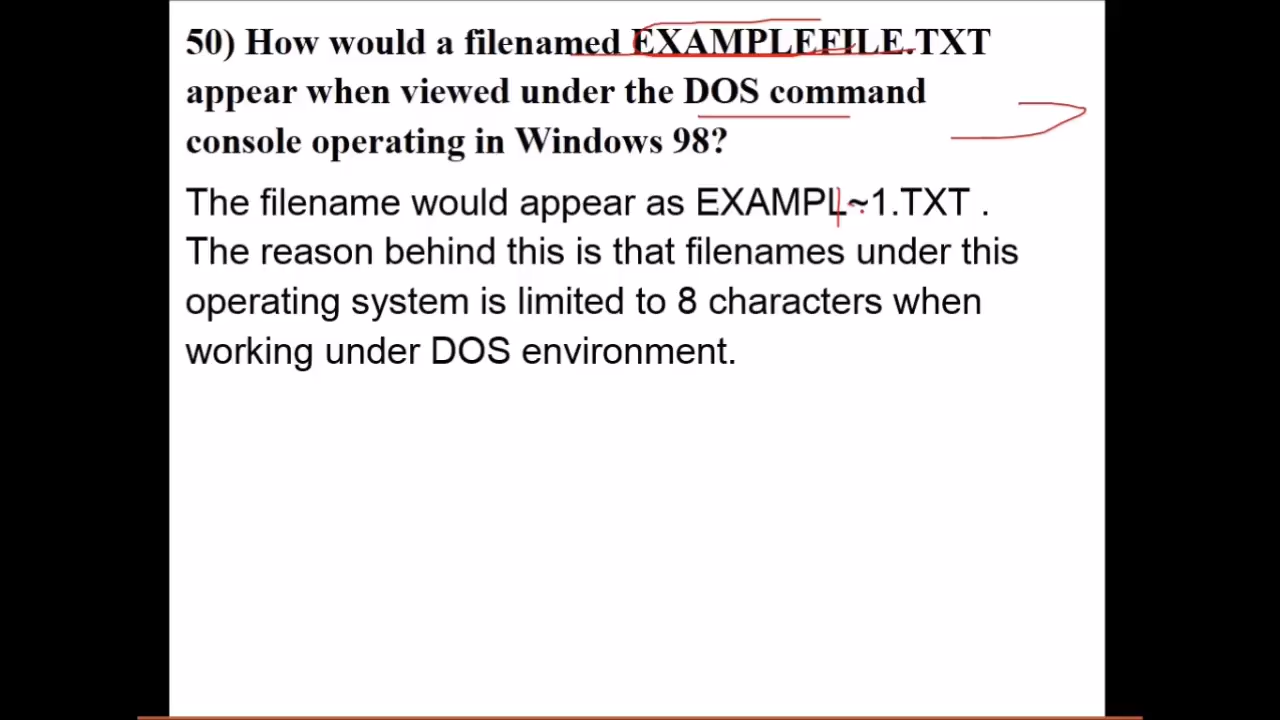 50) How would a filenamed EXAMPLEFILE.TXT
appear when viewed under the DOS command
console operating in Windows 98?
The filename would appear as EXAMPL~1.TXT .
The reason behind this is that filenames under this
operating system is limited to 8 characters when
working under DOS environment.